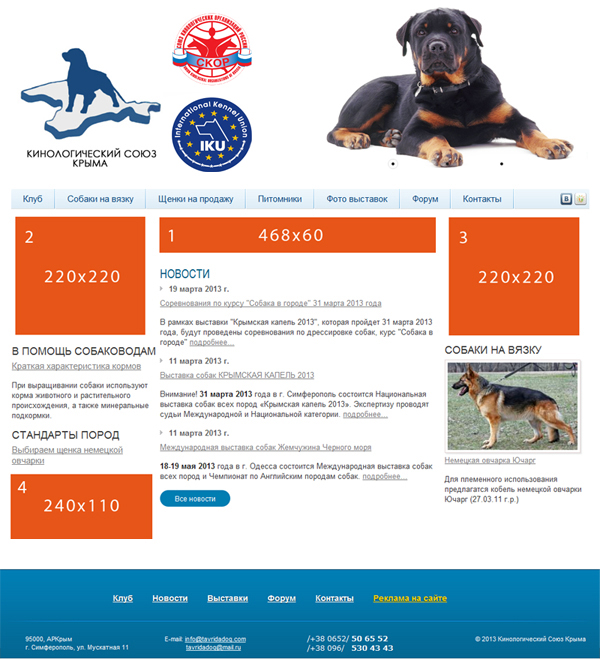 КИНОЛОГИЧЕСКИЙ СОЮЗ
КРЫМА
СОЮЗ КИНОЛОГИЧЕСКИХ ОРГАНИЗАЦИЙ РОССИИ
СКОР
International Kennel Union
IKU
Клуб
Собаки на вязку
Щенки на продажу
Питомники
Фото выставок
Форум
Контакты
В
2
220x220
В ПОМОЩЬ СОБАКОВОДАМ
Краткая характеристика кормов
При выращивании собаки используют
корма животного и растительного
происхождения, а также минеральные
подкормки.
СТАНДАРТЫ ПОРОД
Выбираем щенка немецкой
овчарки
4
240x110
1
468x60
НОВОСТИ
19 марта 2013 г.
Соревнования по курсу "Собака в городе" 31 марта 2013 года
В рамках выставки "Крымская капель 2013", которая пройдет 31 марта 2013
года, будут проведены соревнования по дрессировке собак, курс "Собака в
городе" подробнее...
11 марта 2013 г.
Выставка собак КРЫМСКАЯ КАПЕЛЬ 2013
Внимание! 31 марта 2013 года в г. Симферополь состоится Национальная
выставка собак всех пород «Крымская капель 2013». Экспертизу проводят
судьи Международной и Национальной категории. подробнее...
11 марта 2013 г.
Международная выставка собак Жемчужина Черного моря
18-19 мая 2013 года в г. Одесса состоится Международная выставка собак
всех пород и Чемпионат по Английским породам собак. подробнее...
Все новости
3
220x220
СОБАКИ НА ВЯЗКУ
Немецкая овчарка Ючарг
Для племенного использования
предлагатся кобель немецкой овчарки
Ючарг (27.03.11 г.р.)
Клуб
Новости
Выставки
Форум
Контакты
Реклама на сайте
95000, АРКрым
г. Симферополь, ул. Мускатная 11
E-mail: info@tavridadog.com
tavridadog@mail.ru
/+38 0652/ 50 65 52
/+38 096/ 530 43 43
© 2013 Кинологический Союз Крыма